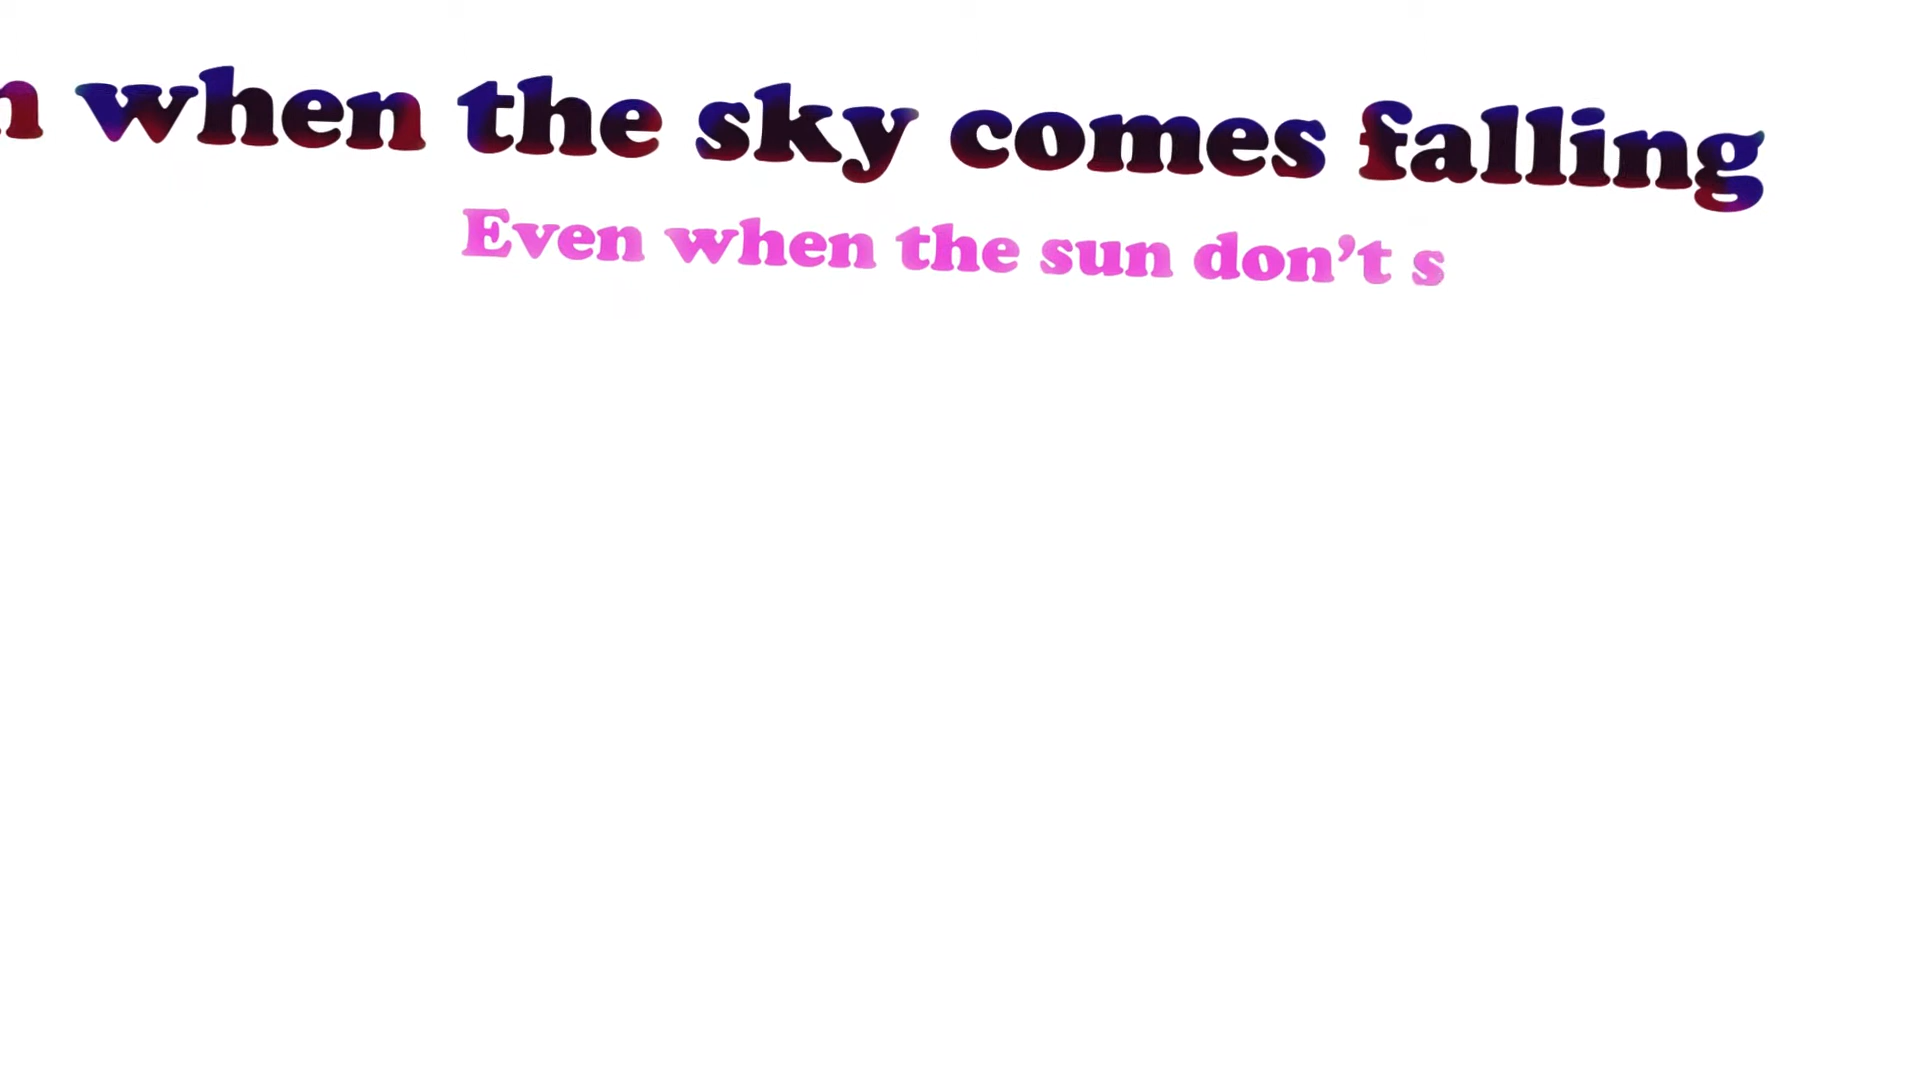 n when the sky comes falling
Even when the sun don’t s